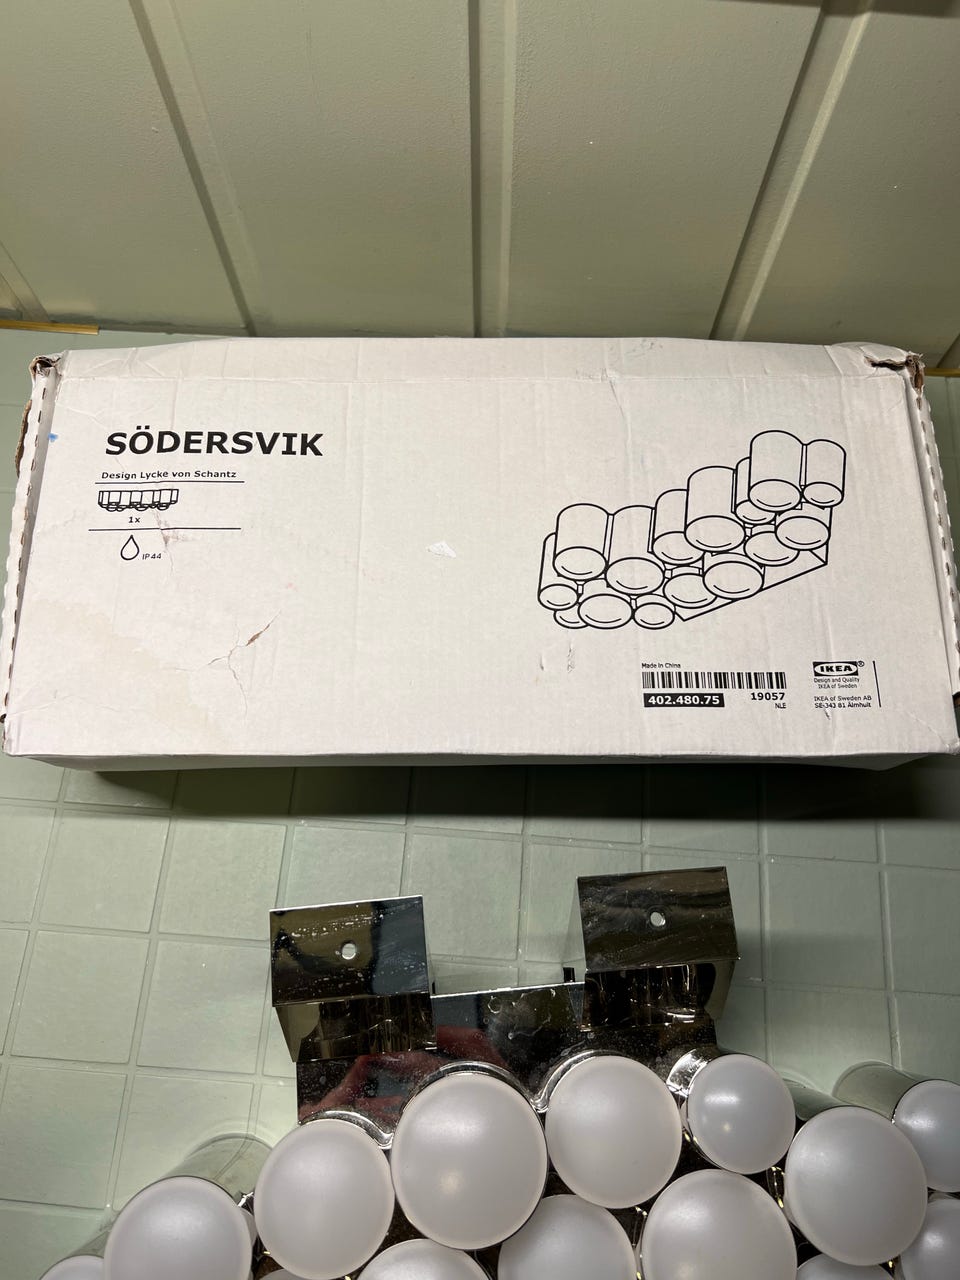 SÖDERSVIK
Design Lycke von Schantz
1x
IP44
Made in China
402.480.75
19057
NLE
IKEA®
Design and Quality
IKEA of Sweden
IKEA of Sweden AB
SE-343 81 Älmhult